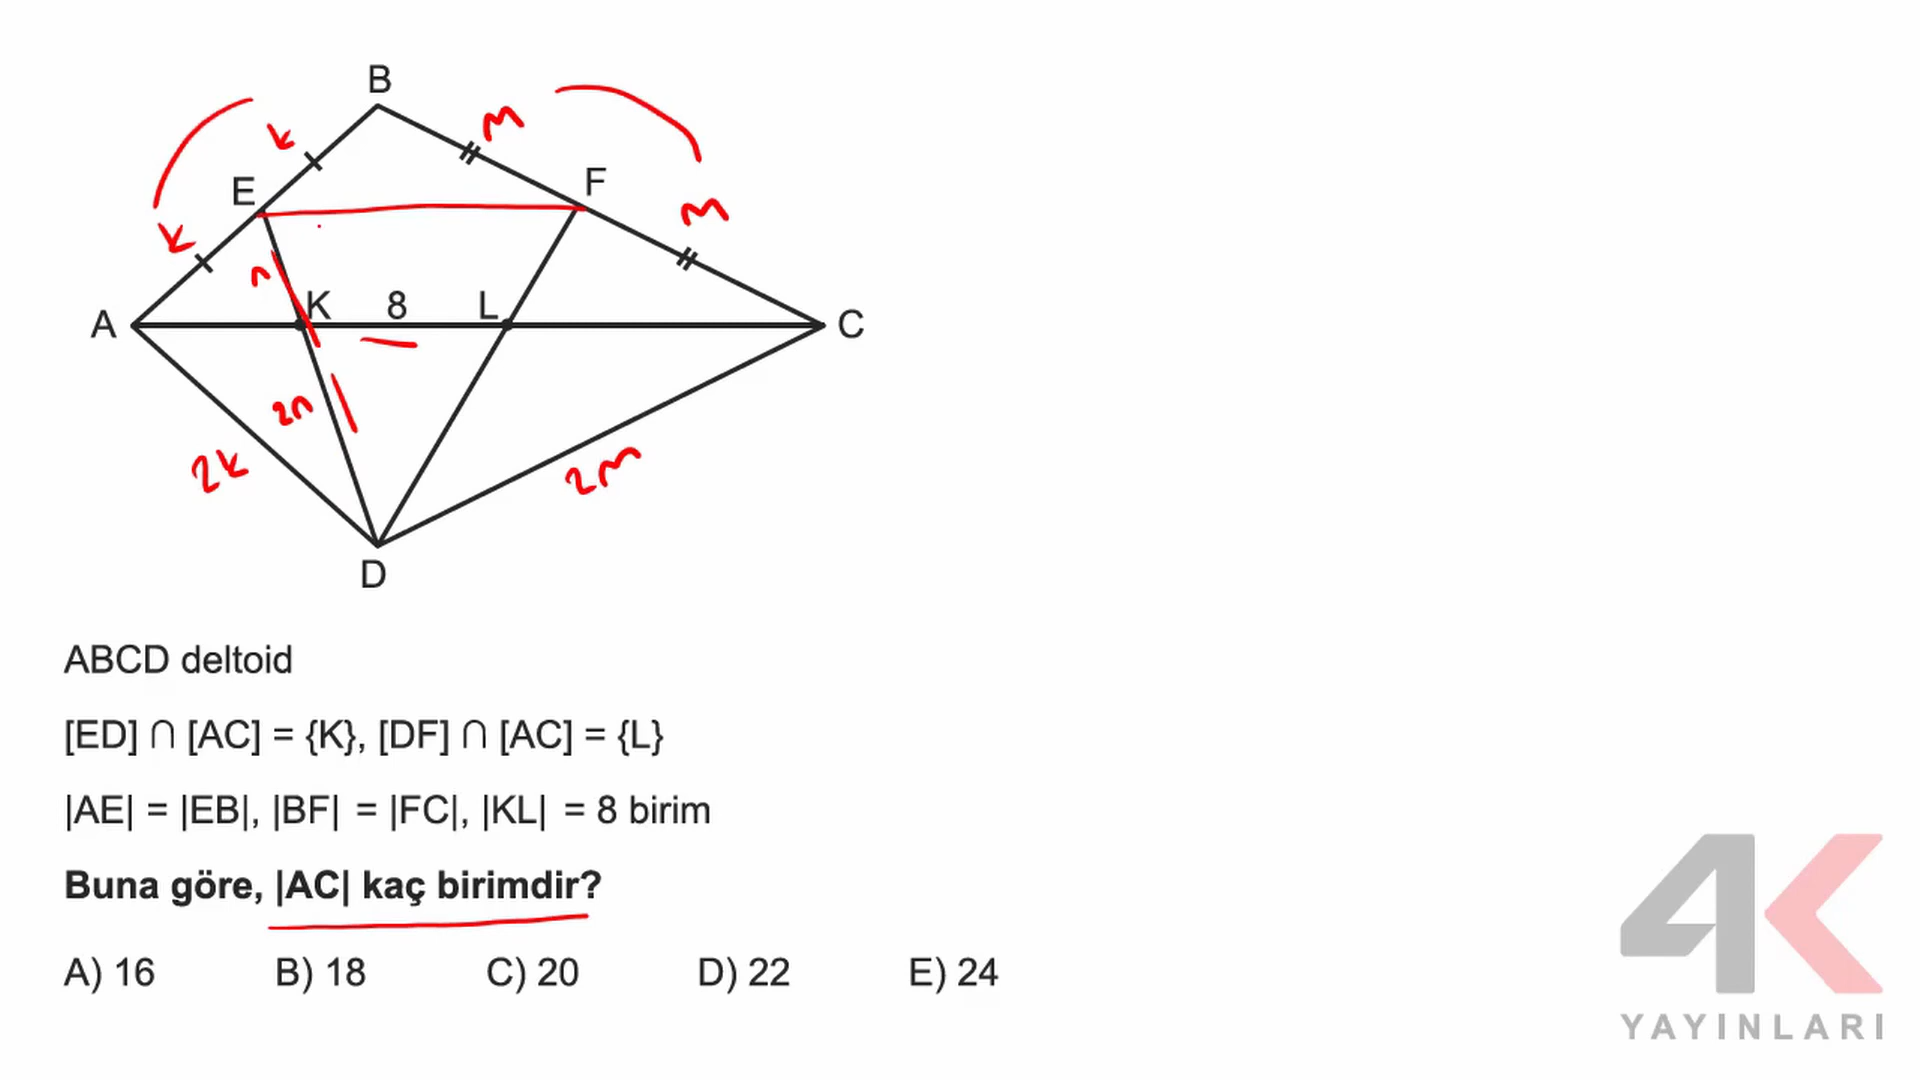 B
k
M
E
F
k
M
n
K 8 L
A
C
2n
2k
2m
D
ABCD deltoid
[ED] ∩ [AC] = {K}, [DF] ∩ [AC] = {L}
|AE| = |EB|, |BF| = |FC|, |KL| = 8 birim
Buna göre, |AC| kaç birimdir?
A) 16 B) 18 C) 20 D) 22 E) 24
4K
YAYINLARI